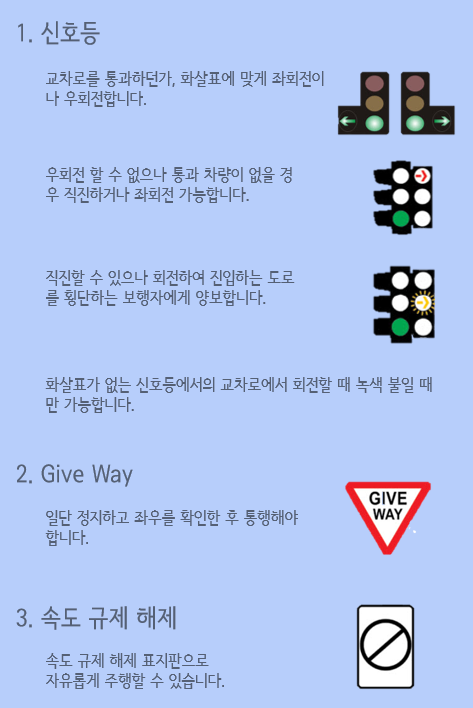 1. 신호등
교차로를 통과하던가, 화살표에 맞게 좌회전이
나 우회전합니다.
우회전 할 수 없으나 통과 차량이 없을 경
우 직진하거나 좌회전 가능합니다.
직진할 수 있으나 회전하여 진입하는 도로
를 횡단하는 보행자에게 양보합니다.
화살표가 없는 신호등에서의 교차로에서 회전할 때 녹색 불일 때
만 가능합니다.
2. Give Way
일단 정지하고 좌우를 확인한 후 통행해야
합니다.
GIVE
WAY
3. 속도 규제 해제
속도 규제 해제 표지판으로
자유롭게 주행할 수 있습니다.